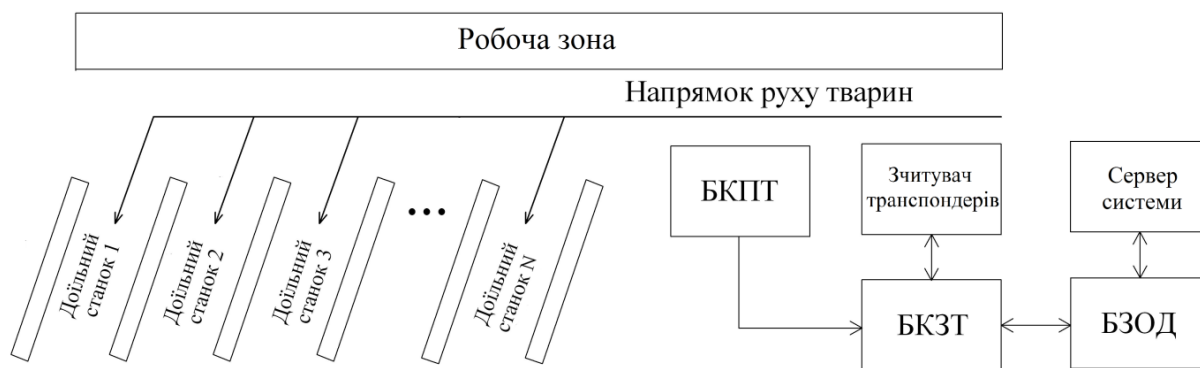 Робоча зона
Напрямок руху тварин
Доїльний
станок 1
Доїльний
станок 2
Доїльний
станок 3
...
Доїльний
станок N
БКПТ
Зчитувач
транспондерів
Сервер
системи
БКЗТ
БЗОД